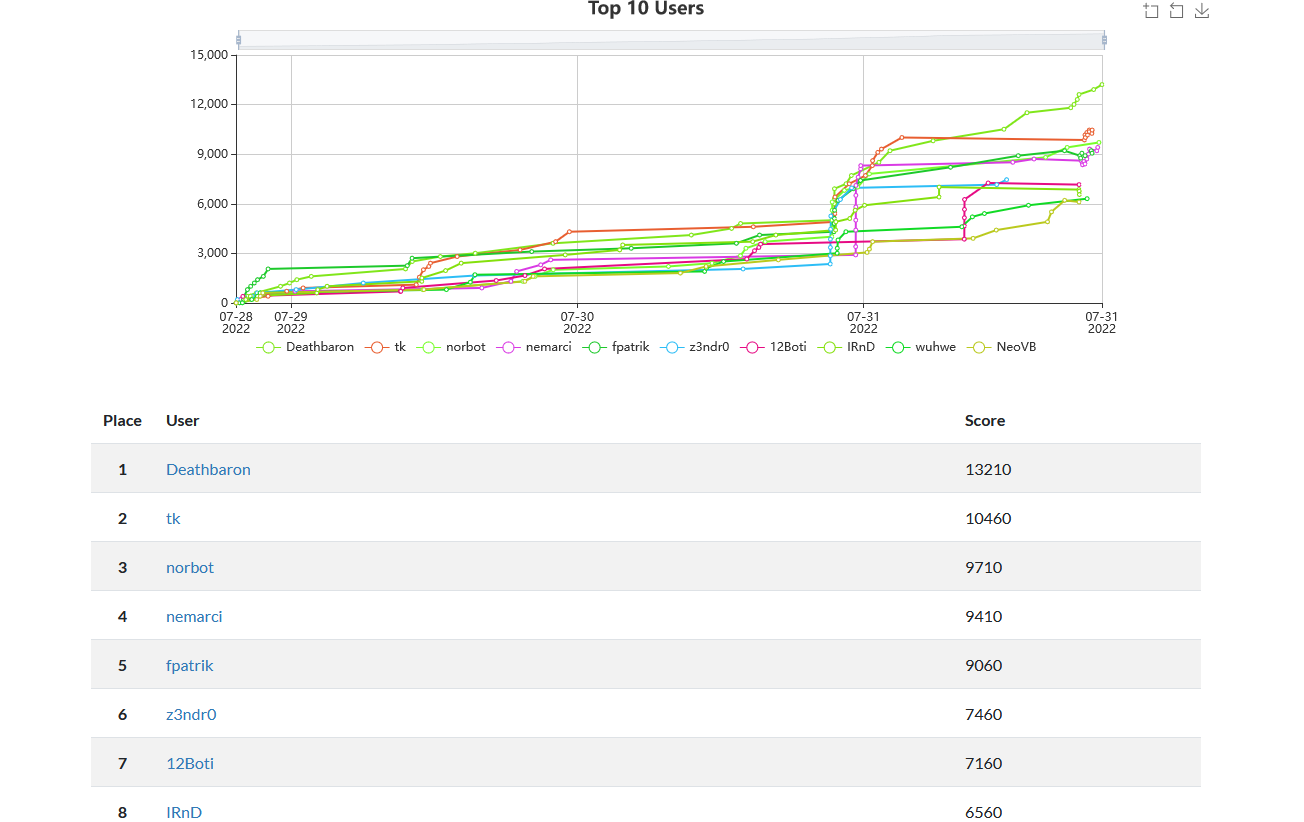 Top 10 Users
15,000
12,000
9,000
6,000
3,000
0
07-28 07-29 07-30 07-31 07-31
2022 2022 2022 2022 2022
Deathbaron tk norbot nemarci fpatrik z3ndr0 12Boti IRnD wuhwe NeoVB
Place User Score
1 Deathbaron 13210
2 tk 10460
3 norbot 9710
4 nemarci 9410
5 fpatrik 9060
6 z3ndr0 7460
7 12Boti 7160
8 IRnD 6560